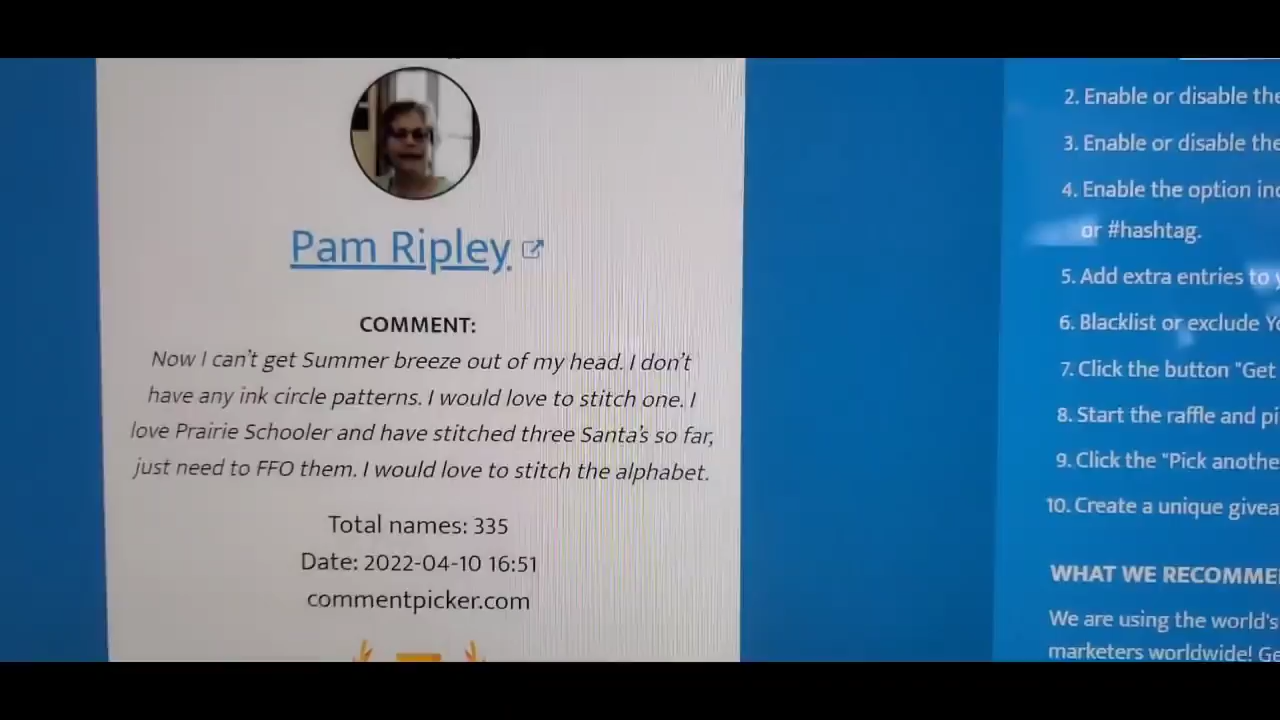 Pam Ripley
COMMENT:
Now I can't get Summer breeze out of my head. I don't
have any ink circle patterns. I would love to stitch one. I
love Prairie Schooler and have stitched three Santa's so far,
just need to FFO them. I would love to stitch the alphabet.
Total names: 335
Date: 2022-04-10 16:51
commentpicker.com
2. Enable or disable the
3. Enable or disable the
4. Enable the option inc
or #hashtag.
5. Add extra entries to y
6. Blacklist or exclude Yo
7. Click the button "Get
8. Start the raffle and pi
9. Click the "Pick anothe
10. Create a unique givea
WHAT WE RECOMME
We are using the world's
marketers worldwide! Ge